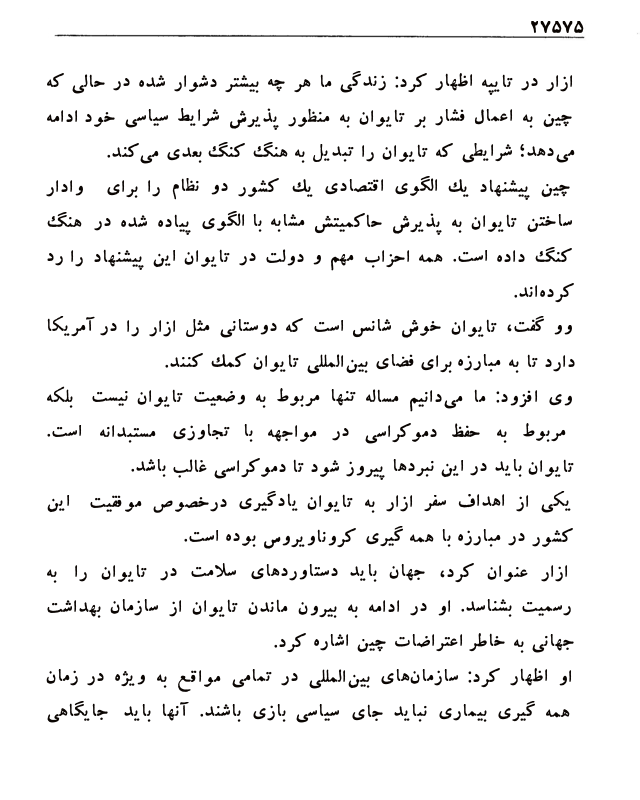 ۲۷۵۷۵
ازار در تایپه اظهار کرد: زندگی ما هر چه بیشتر دشوار شده در حالی که
چین به اعمال فشار بر تایوان به منظور پذیرش شرایط سیاسی خود ادامه
می‌دهد؛ شرایطی که تایوان را تبدیل به هنگ کنگ بعدی می‌کند.
چین پیشنهاد یك الگوی اقتصادی یك کشور دو نظام را برای وادار
ساختن تایوان به پذیرش حاکمیتش مشابه با الگوی پیاده شده در هنگ
کنگ داده است. همه احزاب مهم و دولت در تایوان این پیشنهاد را رد
کرده‌اند.
وو گفت، تایوان خوش شانس است که دوستانی مثل ازار را در آمریکا
دارد تا به مبارزه برای فضای بین‌المللی تایوان کمك کنند.
وی افزود: ما می‌دانیم مساله تنها مربوط به وضعیت تایوان نیست بلکه
مربوط به حفظ دموکراسی در مواجهه با تجاوزی مستبدانه است.
تایوان باید در این نبردها پیروز شود تا دموکراسی غالب باشد.
یکی از اهداف سفر ازار به تایوان یادگیری درخصوص موفقیت این
کشور در مبارزه با همه گیری کروناویروس بوده است.
ازار عنوان کرد، جهان باید دستاوردهای سلامت در تایوان را به
رسمیت بشناسد. او در ادامه به بیرون ماندن تایوان از سازمان بهداشت
جهانی به خاطر اعتراضات چین اشاره کرد.
او اظهار کرد: سازمان‌های بین‌المللی در تمامی مواقع به ویژه در زمان
همه گیری بیماری نباید جای سیاسی بازی باشند. آنها باید جایگاهی